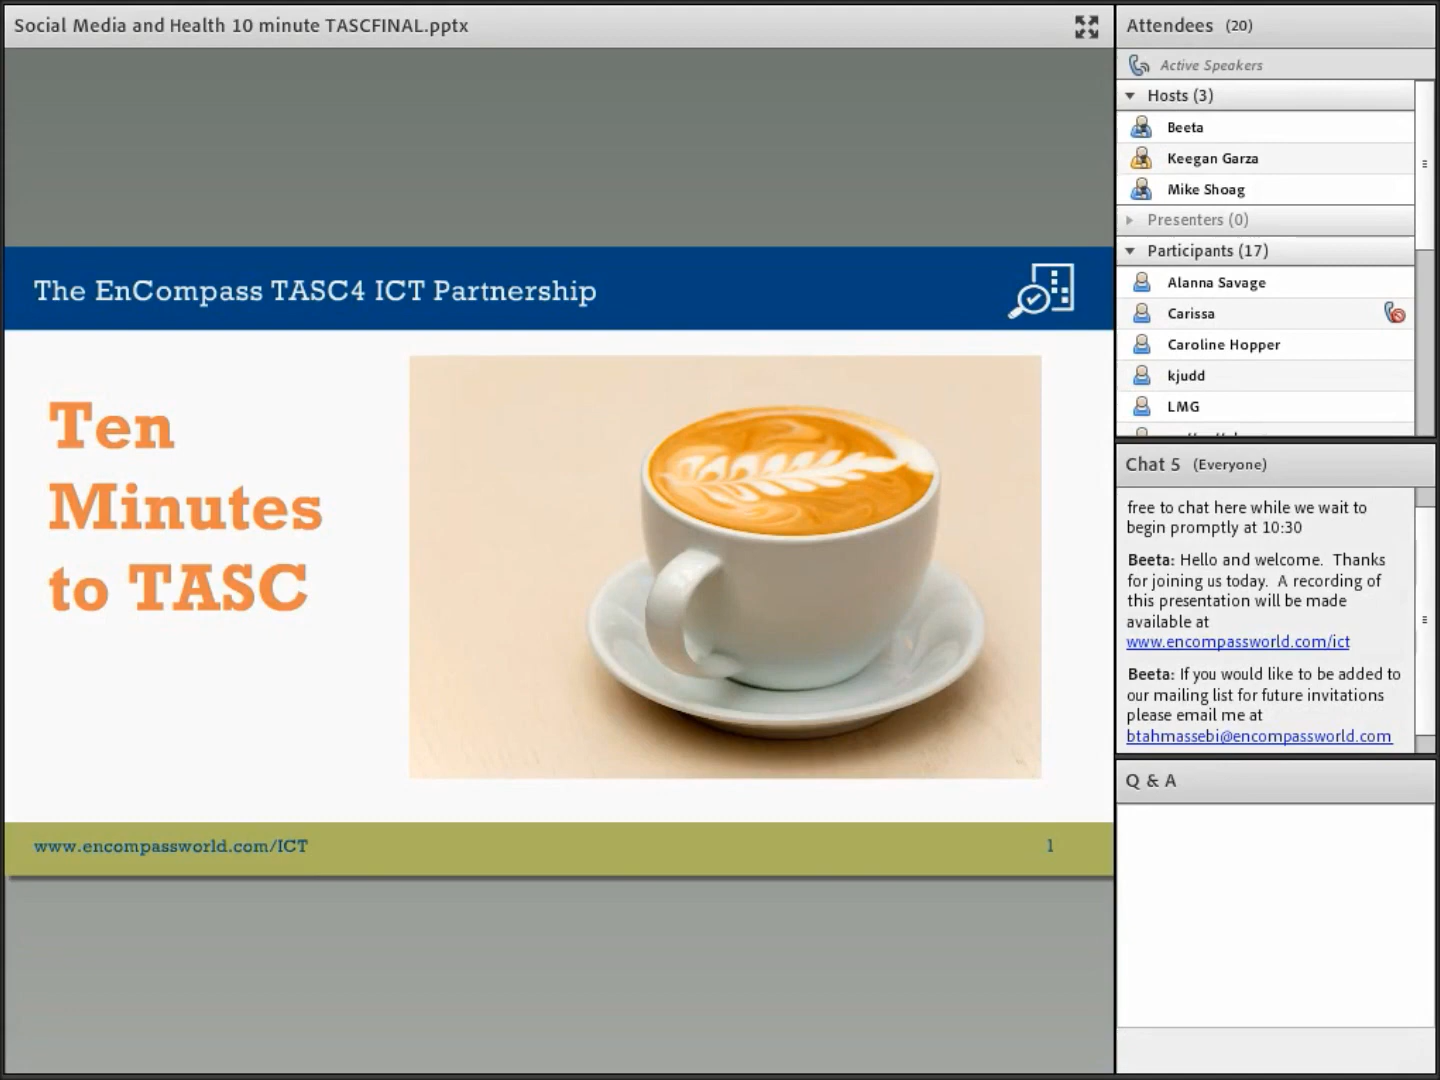 Social Media and Health 10 minute TASCFINAL.pptx
The EnCompass TASC4 ICT Partnership
Ten
Minutes
to TASC
www.encompassworld.com/ICT
1
Attendees (20)
Active Speakers
Hosts (3)
Beeta
Keegan Garza
Mike Shoag
Presenters (0)
Participants (17)
Alanna Savage
Carissa
Caroline Hopper
kjudd
LMG
Chat 5 (Everyone)
free to chat here while we wait to
begin promptly at 10:30
Beeta: Hello and welcome. Thanks
for joining us today. A recording of
this presentation will be made
available at
www.encompassworld.com/ict
Beeta: If you would like to be added to
our mailing list for future invitations
please email me at
btahmassebi@encompassworld.com
Q & A